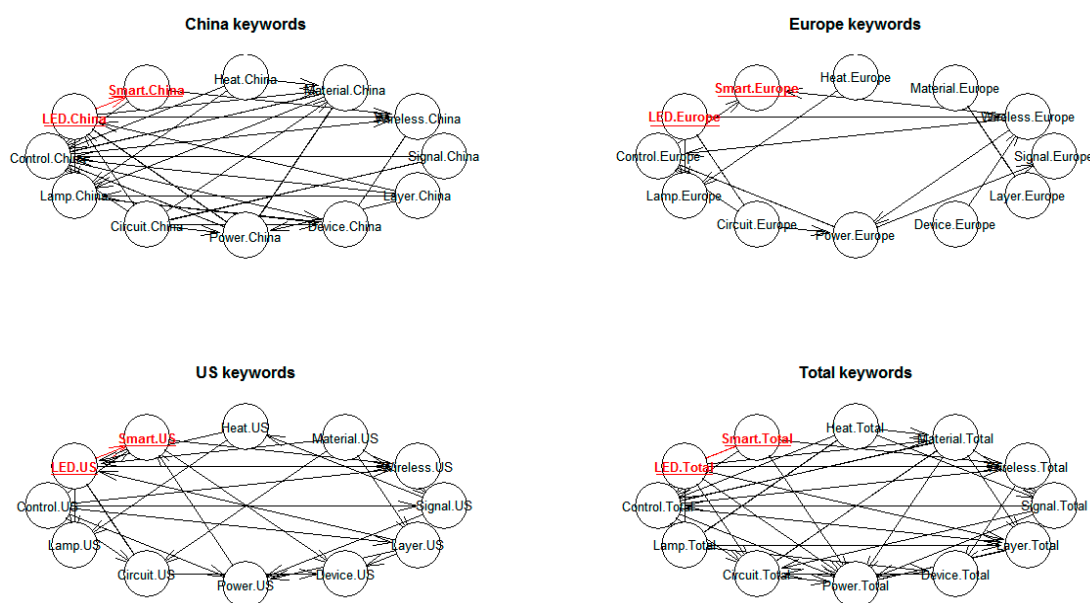 China keywords
Heat.China
Smart.China
Material.China
LED.China
Wireless.China
Control.China
Signal.China
Lamp.China
Layer.China
Circuit.China
Power.China
Device.China
Europe keywords
Heat.Europe
Smart.Europe
Material.Europe
LED.Europe
Wireless.Europe
Control.Europe
Signal.Europe
Lamp.Europe
Layer.Europe
Circuit.Europe
Power.Europe
Device.Europe
US keywords
Heat.US
Smart.US
Material.US
LED.US
Wireless.US
Control.US
Signal.US
Lamp.US
Layer.US
Circuit.US
Power.US
Device.US
Total keywords
Heat.Total
Smart.Total
Material.Total
LED.Total
Wireless.Total
Control.Total
Signal.Total
Lamp.Total
Layer.Total
Circuit.Total
Power.Total
Device.Total